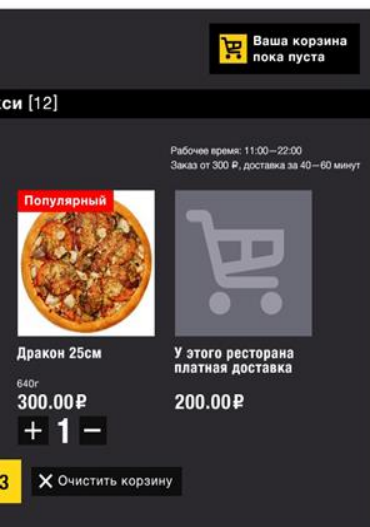 Ваша корзина
пока пуста
кси [12]
Рабочее время: 11:00—22:00
Заказ от 300 ₽, доставка за 40—60 минут
Популярный
Дракон 25см
640г
300.00₽
+ 1 −
У этого ресторана
платная доставка
200.00₽
3
Очистить корзину